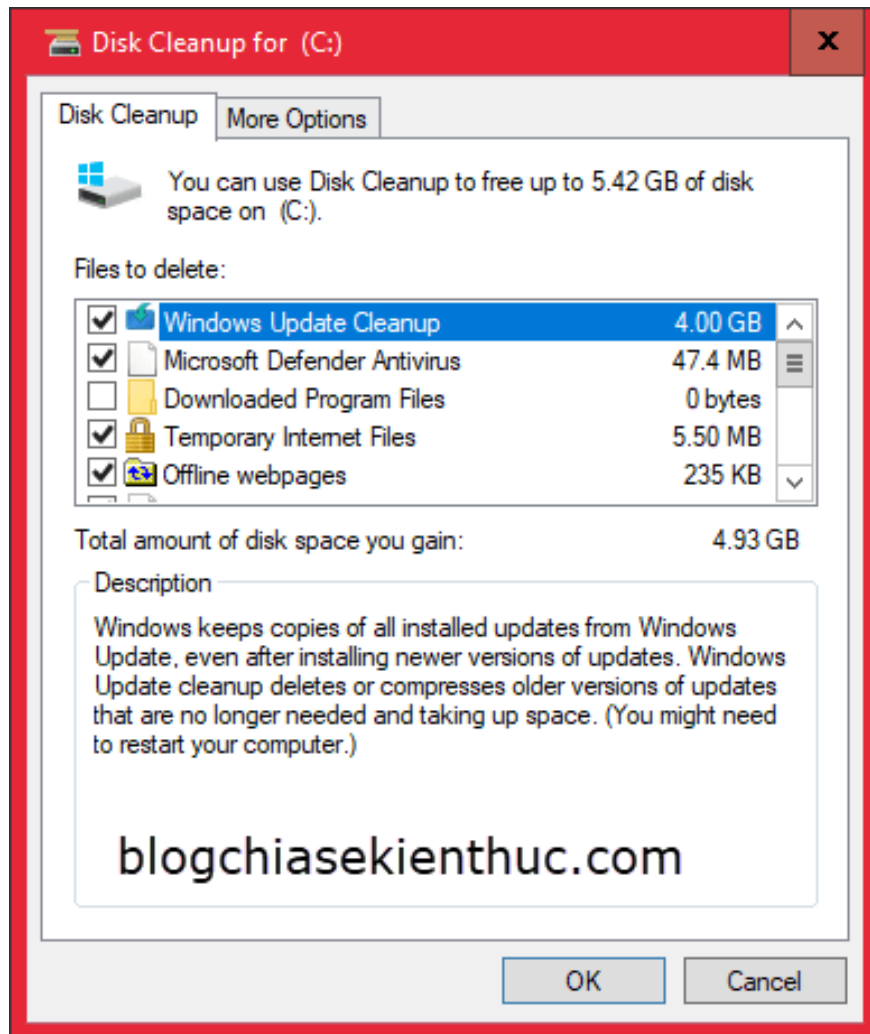 Disk Cleanup for (C:)
x
Disk Cleanup
More Options
You can use Disk Cleanup to free up to 5.42 GB of disk
space on (C:).
Files to delete:
Windows Update Cleanup 4.00 GB
Microsoft Defender Antivirus 47.4 MB
Downloaded Program Files 0 bytes
Temporary Internet Files 5.50 MB
Offline webpages 235 KB
Total amount of disk space you gain: 4.93 GB
Description
Windows keeps copies of all installed updates from Windows
Update, even after installing newer versions of updates. Windows
Update cleanup deletes or compresses older versions of updates
that are no longer needed and taking up space. (You might need
to restart your computer.)
blogchiasekienthuc.com
OK
Cancel